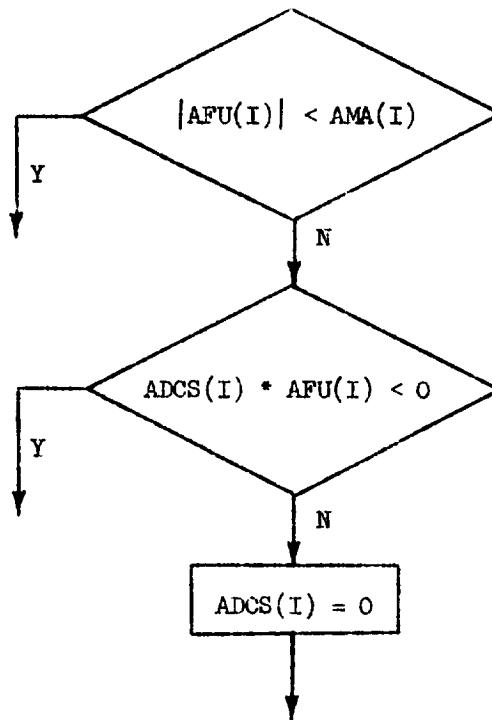 |AFU(I)| < AMA(I)
Y
N
ADCS(I) * AFU(I) < 0
Y
N
ADCS(I) = 0